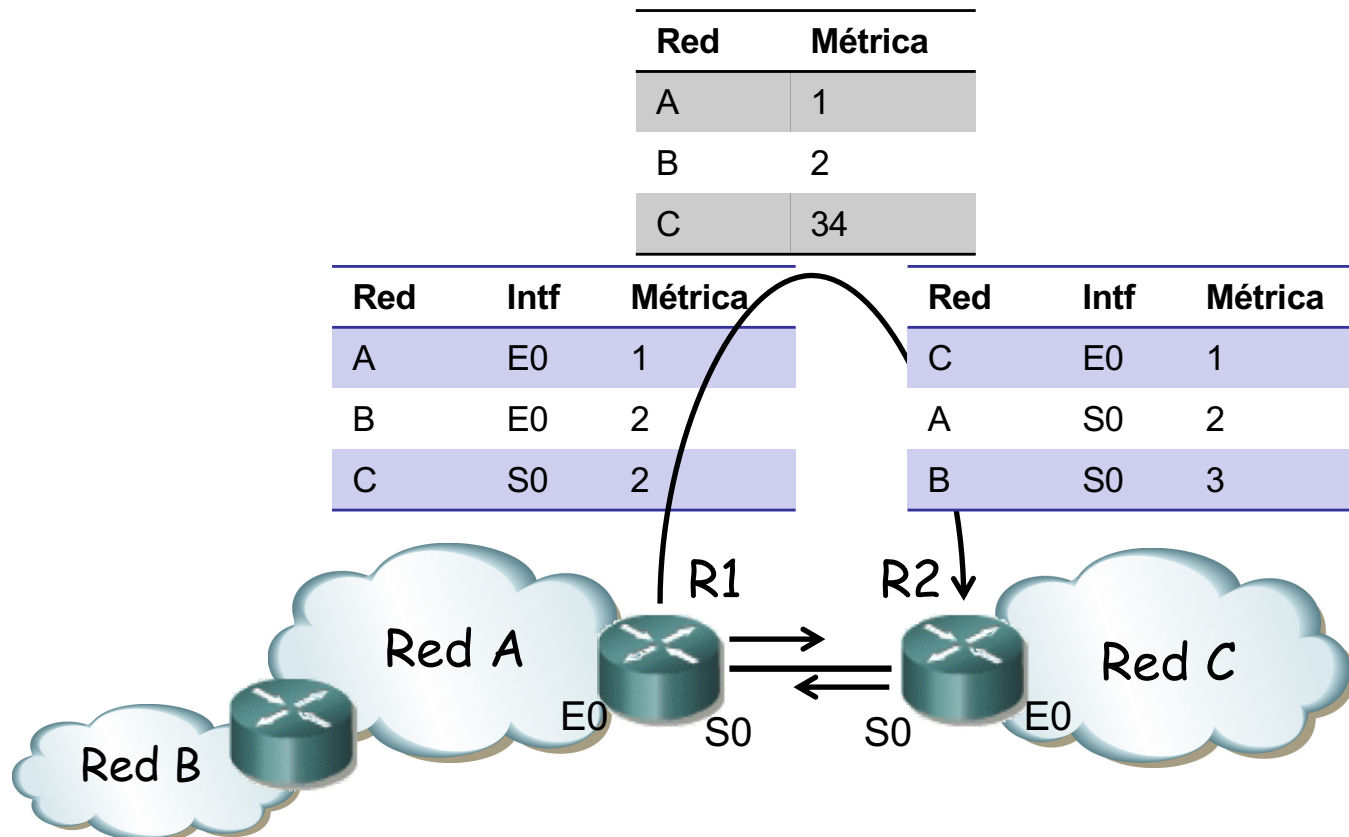 Red Métrica
A 1
B 2
C 34
Red Intf Métrica
A E0 1
B E0 2
C S0 2
Red Intf Métrica
C E0 1
A S0 2
B S0 3
R1
R2
Red A
Red C
E0
S0
S0
E0
Red B